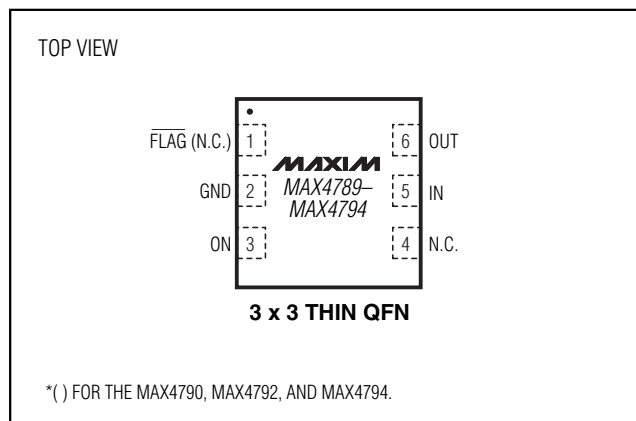 TOP VIEW
FLAG (N.C.) 1
GND 2
ON 3
MAXIM
MAX4789–
MAX4794
6 OUT
5 IN
4 N.C.
3 x 3 THIN QFN
*( ) FOR THE MAX4790, MAX4792, AND MAX4794.